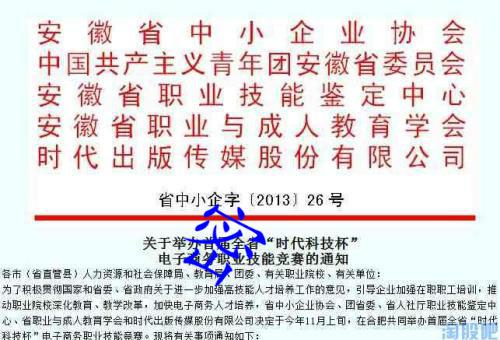 安徽省中小企业协会
中国共产主义青年团安徽省委员会
安徽省职业技能鉴定中心
安徽省职业与成人教育学会
时代出版传媒股份有限公司
省中小企字〔2013〕26号
关于举办首届全省“时代科技杯”
电子商务职业技能竞赛的通知
各市（省直管县）人力资源和社会保障局、教育局、团委、有关职业院校、有关单位：
为了积极贯彻国家和省委、省政府关于进一步加强高技能人才培养工作的意见，引导企业加强在职职工培训，推
动职业院校深化教育、教学改革，加快电子商务人才培养，省中小企业协会、团省委、省人社厅职业技能鉴定中
心、省职业与成人教育学会和时代出版传媒股份有限公司决定于今年11月上旬，在合肥共同举办首届全省“时代
科技杯”电子商务职业技能竞赛。现将有关事项通知如下：
淘股吧